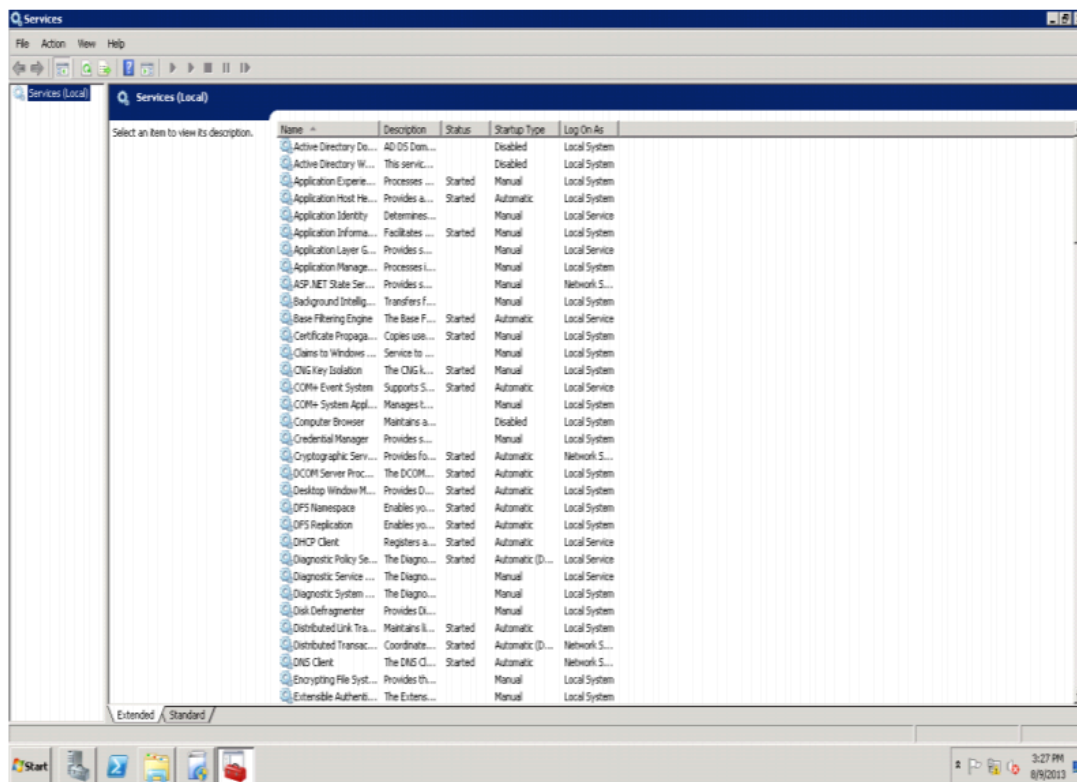 Services
File Action View Help
Services (Local)
Services (Local)
Select an item to view its description.
Name Description Status Startup Type Log On As
Active Directory Do... AD DS Dom... Disabled Local System
Active Directory W... This servic... Disabled Local System
Application Experie... Processes ... Started Manual Local System
Application Host He... Provides a... Started Automatic Local System
Application Identity Determines... Manual Local Service
Application Informa... Facilitates ... Started Manual Local System
Application Layer G... Provides s... Manual Local Service
Application Manage... Processes i... Manual Local System
ASP.NET State Ser... Provides s... Manual Network S...
Background Intellig... Transfers f... Manual Local System
Base Filtering Engine The Base F... Started Automatic Local Service
Certificate Propaga... Copies use... Started Manual Local System
Claims to Windows ... Service to ... Manual Local System
CNG Key Isolation The CNG k... Started Manual Local System
COM+ Event System Supports S... Started Automatic Local Service
COM+ System Appl... Manages t... Manual Local System
Computer Browser Maintains a... Disabled Local System
Credential Manager Provides s... Manual Local System
Cryptographic Serv... Provides fo... Started Automatic Network S...
DCOM Server Proc... The DCOM... Started Automatic Local System
Desktop Window M... Provides D... Started Automatic Local System
DFS Namespace Enables yo... Started Automatic Local System
DFS Replication Enables yo... Started Automatic Local System
DHCP Client Registers a... Started Automatic Local Service
Diagnostic Policy Se... The Diagno... Started Automatic (D... Local Service
Diagnostic Service ... The Diagno... Manual Local Service
Diagnostic System ... The Diagno... Manual Local System
Disk Defragmenter Provides Di... Manual Local System
Distributed Link Tra... Maintains li... Started Automatic Local System
Distributed Transac... Coordinate... Started Automatic (D... Network S...
DNS Client The DNS Cl... Started Automatic Network S...
Encrypting File Syst... Provides th... Manual Local System
Extensible Authenti... The Extens... Manual Local System
Extended Standard
Start
3:27 PM
8/9/2013